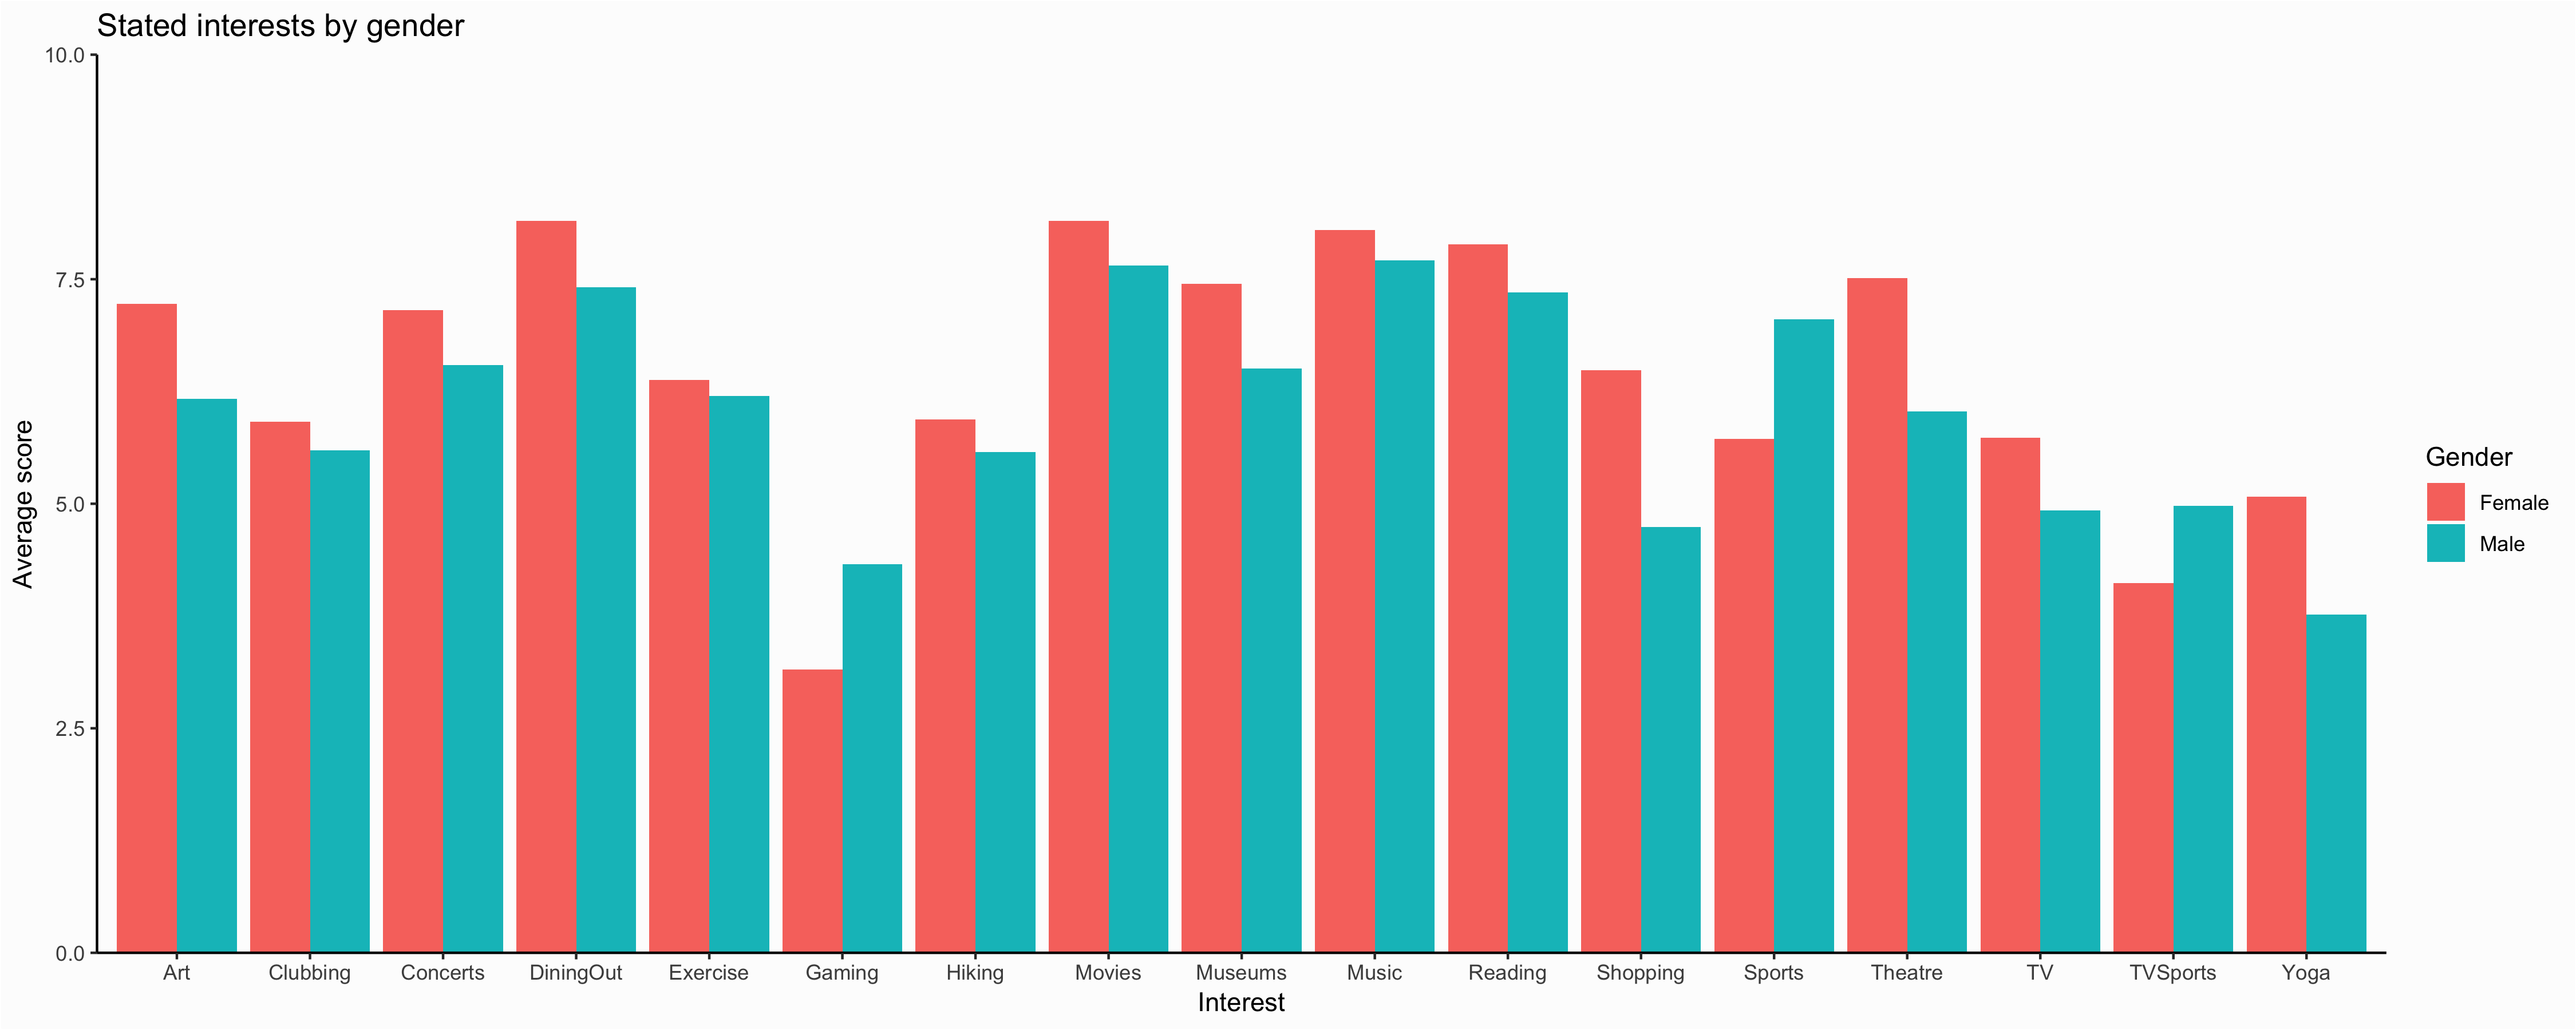 Stated interests by gender
10.0
7.5
5.0
2.5
0.0
Average score
Art Clubbing Concerts DiningOut Exercise Gaming Hiking Movies Museums Music Reading Shopping Sports Theatre TV TVSports Yoga
Interest
Gender
Female
Male